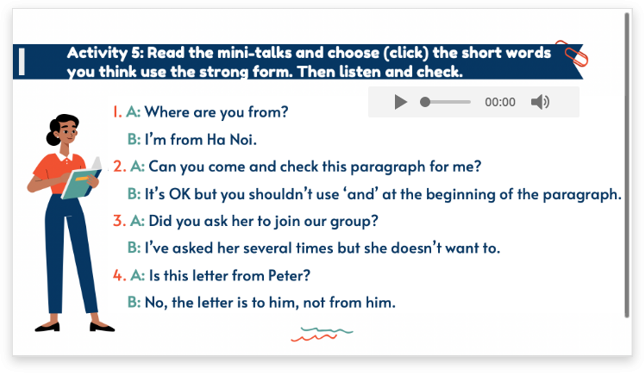 Activity 5: Read the mini-talks and choose (click) the short words
you think use the strong form. Then listen and check.
00:00
1. A: Where are you from?
B: I'm from Ha Noi.
2. A: Can you come and check this paragraph for me?
B: It's OK but you shouldn't use ‘and’ at the beginning of the paragraph.
3. A: Did you ask her to join our group?
B: I've asked her several times but she doesn't want to.
4. A: Is this letter from Peter?
B: No, the letter is to him, not from him.